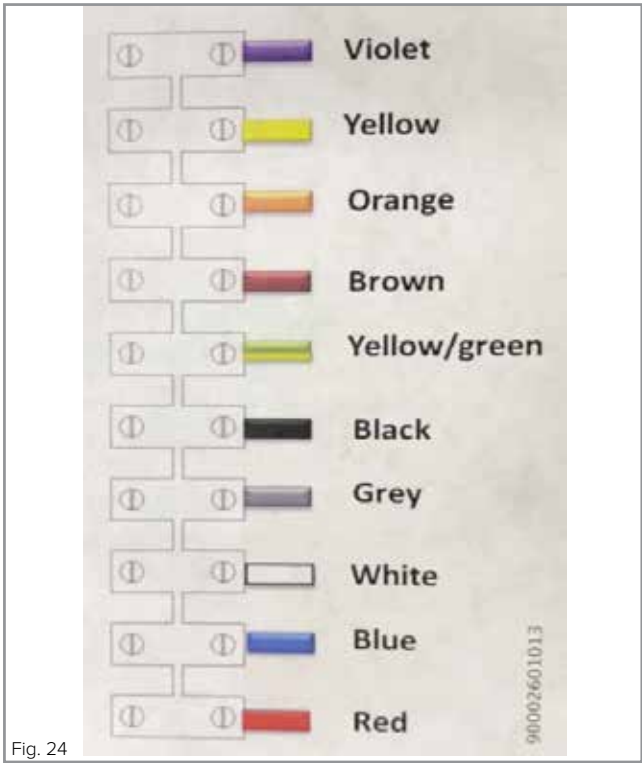 Violet
Yellow
Orange
Brown
Yellow/green
Black
Grey
White
Blue
Red
90002601013
Fig. 24